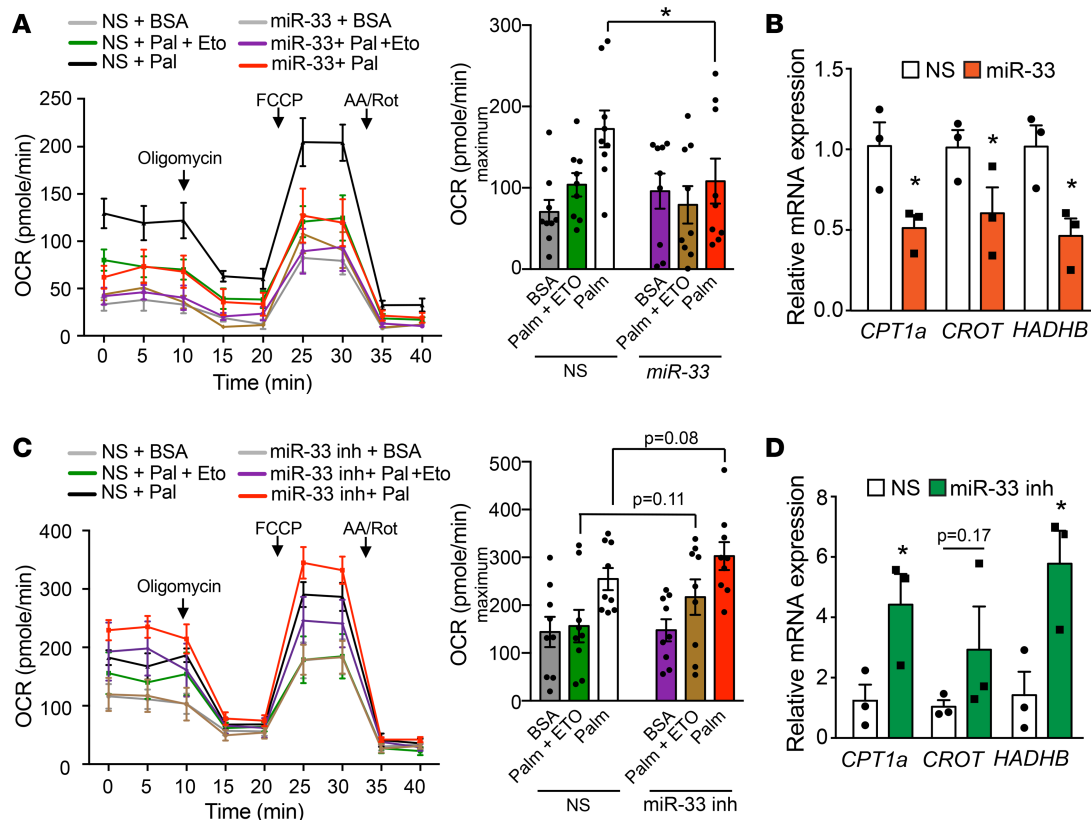 A
NS + BSA
NS + Pal + Eto
NS + Pal
miR-33 + BSA
miR-33+ Pal +Eto
miR-33+ Pal
OCR (pmole/min)
250
200
150
100
50
0
Oligomycin
FCCP
AA/Rot
0 5 10 15 20 25 30 35 40
Time (min)
OCR (pmole/min)
maximum
300
200
100
0
*
BSA
Palm + ETO
Palm
BSA
Palm + ETO
Palm
NS
miR-33
B
NS miR-33
Relative mRNA expression
1.5
1.0
0.5
0.0
*
*
*
CPT1a CROT HADHB
C
NS + BSA
NS + Pal + Eto
NS + Pal
miR-33 inh + BSA
miR-33 inh+ Pal +Eto
miR-33 inh+ Pal
OCR (pmole/min)
400
300
200
100
0
Oligomycin
FCCP
AA/Rot
0 5 10 15 20 25 30 35 40
Time (min)
OCR (pmole/min)
maximum
500
400
300
200
100
0
p=0.08
p=0.11
BSA
Palm + ETO
Palm
BSA
Palm + ETO
Palm
NS
miR-33 inh
D
NS miR-33 inh
Relative mRNA expression
8
6
4
2
0
*
p=0.17
*
CPT1a CROT HADHB